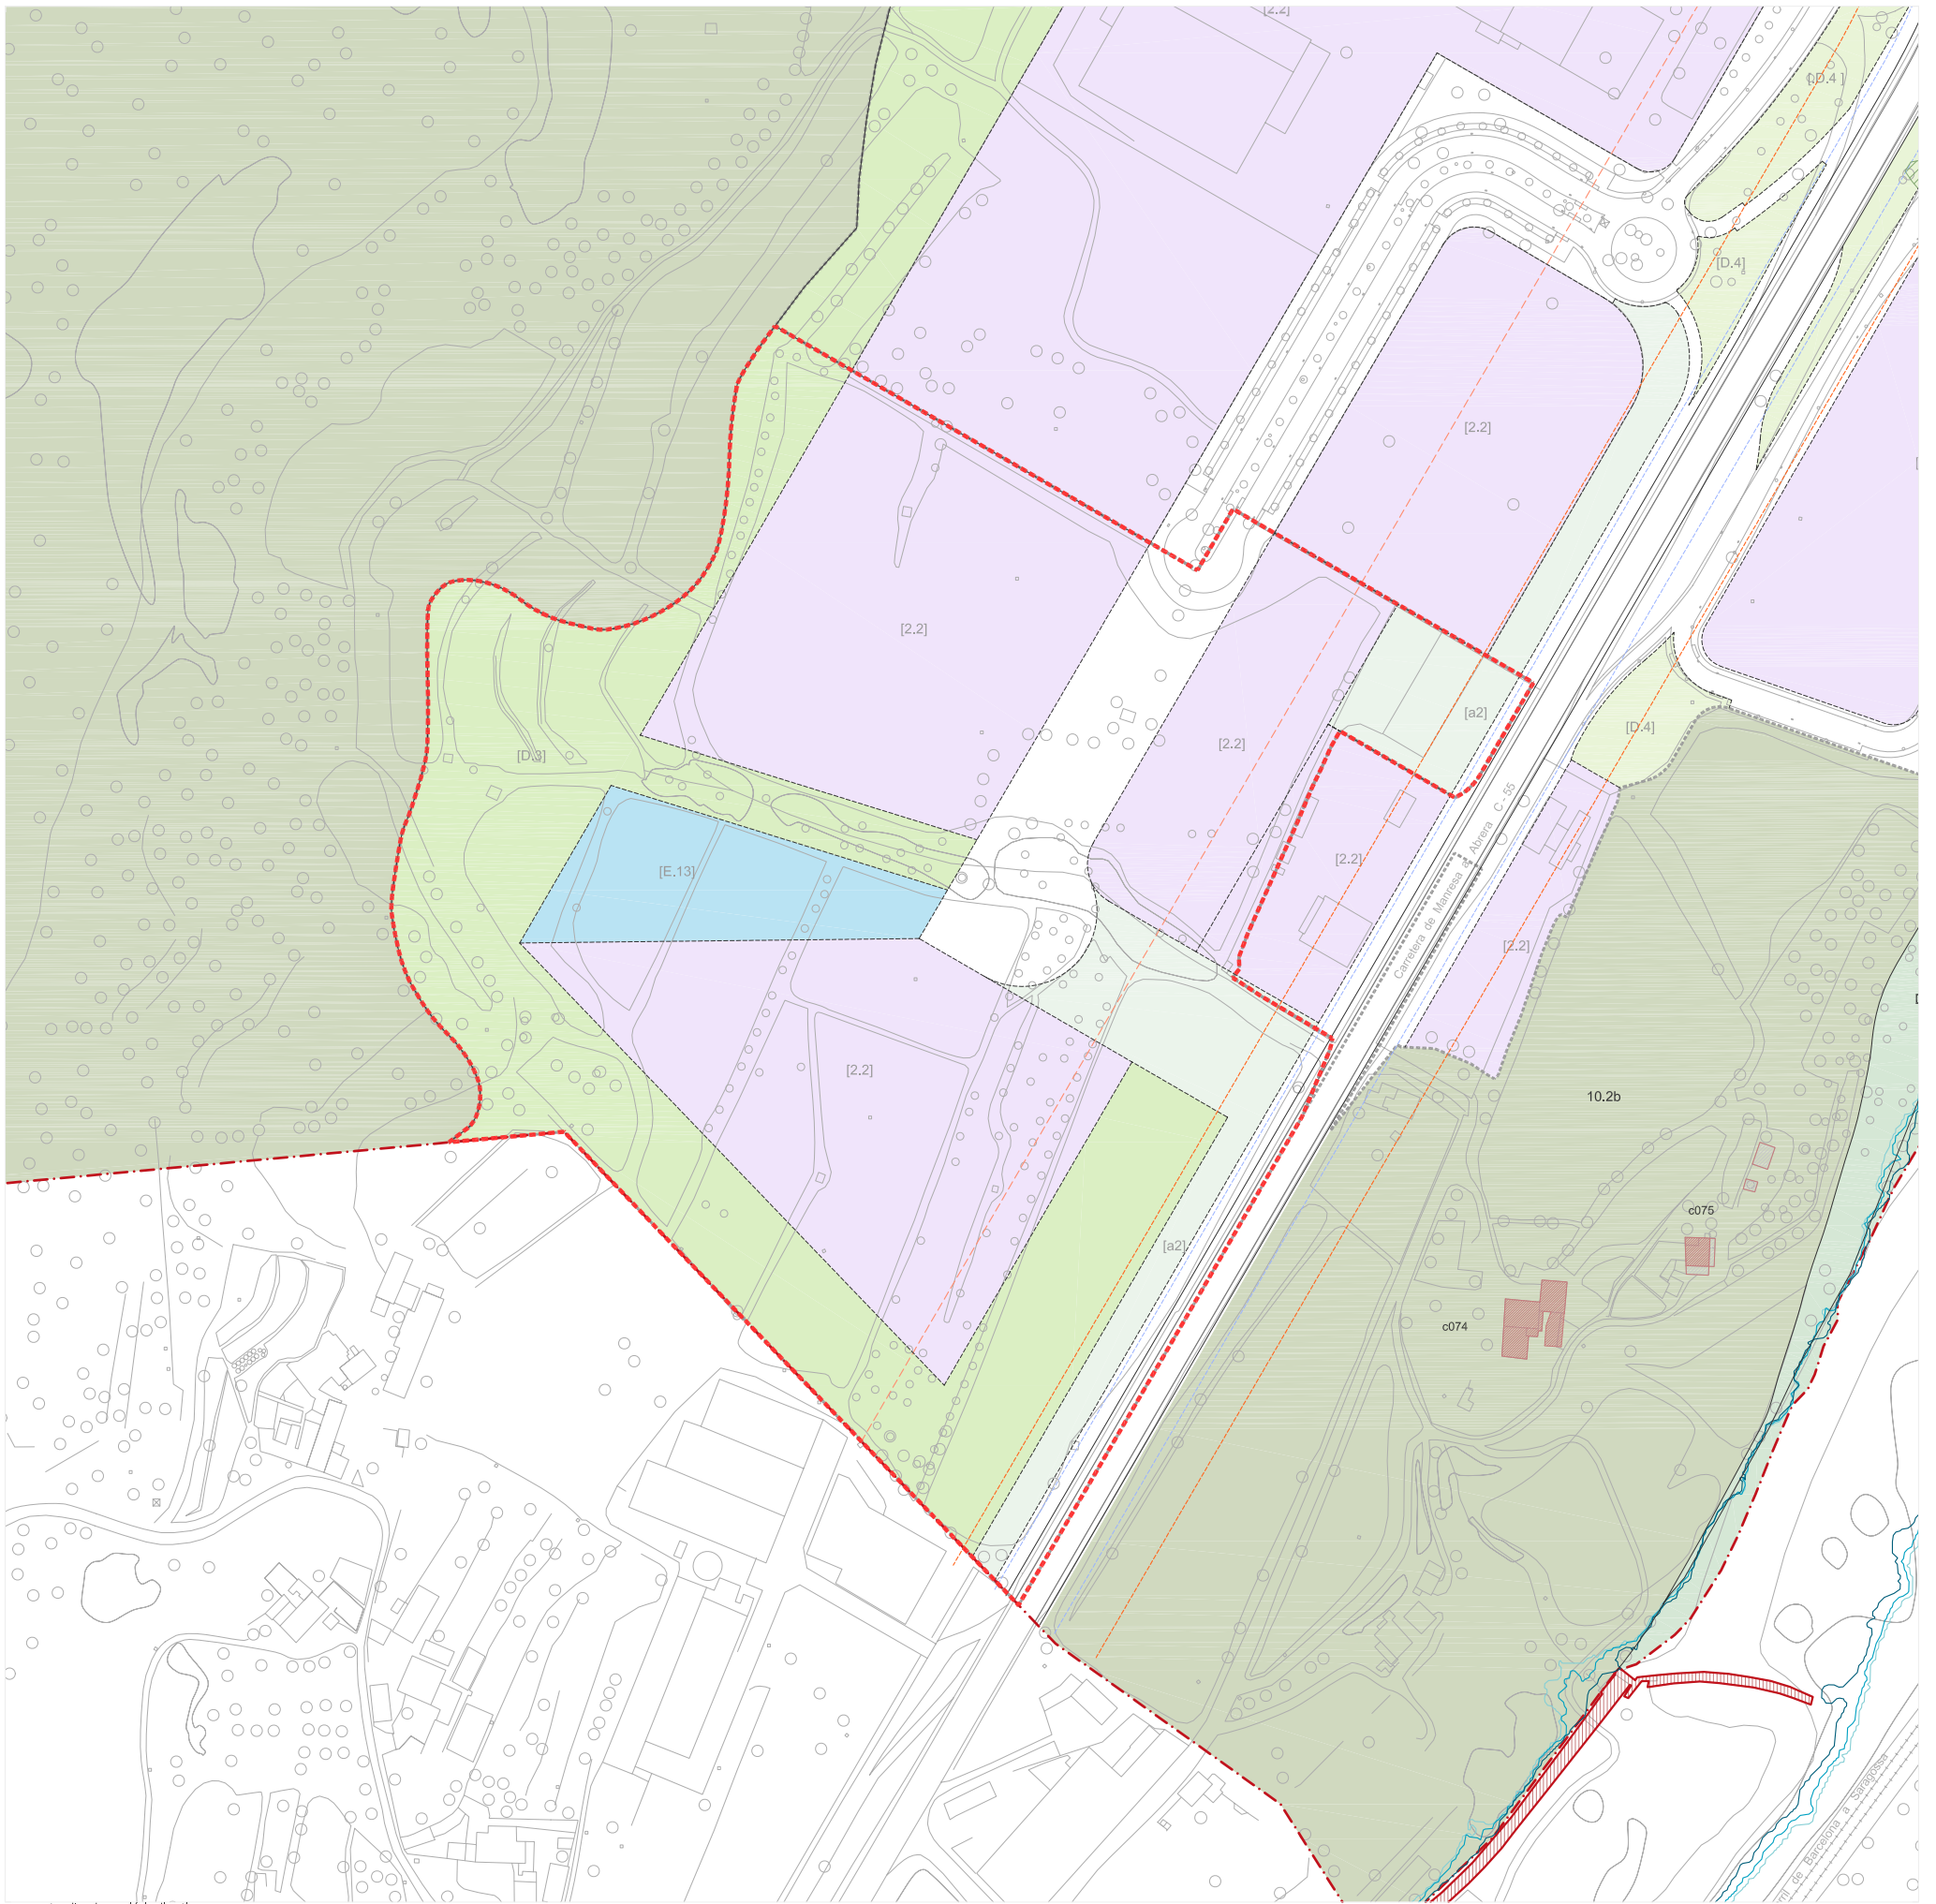 [2.2]
[D.4]
[D.4]
[2.2]
[2.2]
[a2]
[D.4]
[2.2]
[D.3]
Carretera de Manresa a Abrera C - 55
[2.2]
[E.13]
[2.2]
[2.2]
10.2b
c075
[a2]
c074
de Barcelona a Saragossa